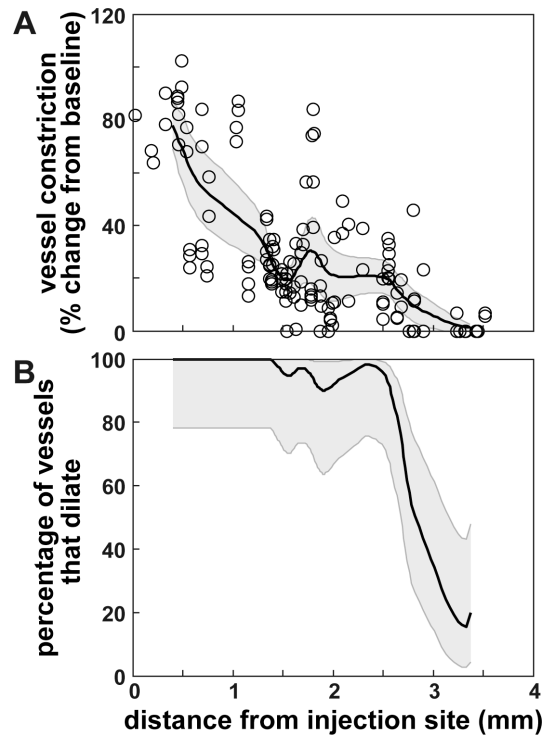 A
vessel constriction
(% change from baseline)
120
80
40
0
B
percentage of vessels
that dilate
100
80
60
40
20
0
0 1 2 3 4
distance from injection site (mm)